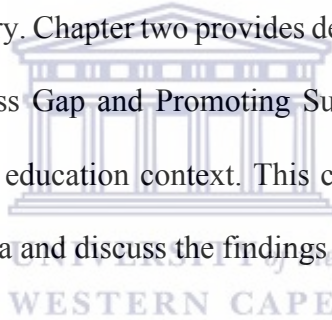 ry. Chapter two provides de
ss Gap and Promoting Su
education context. This c
a and discuss the findings
UNIVERSITY of the
WESTERN CAPE